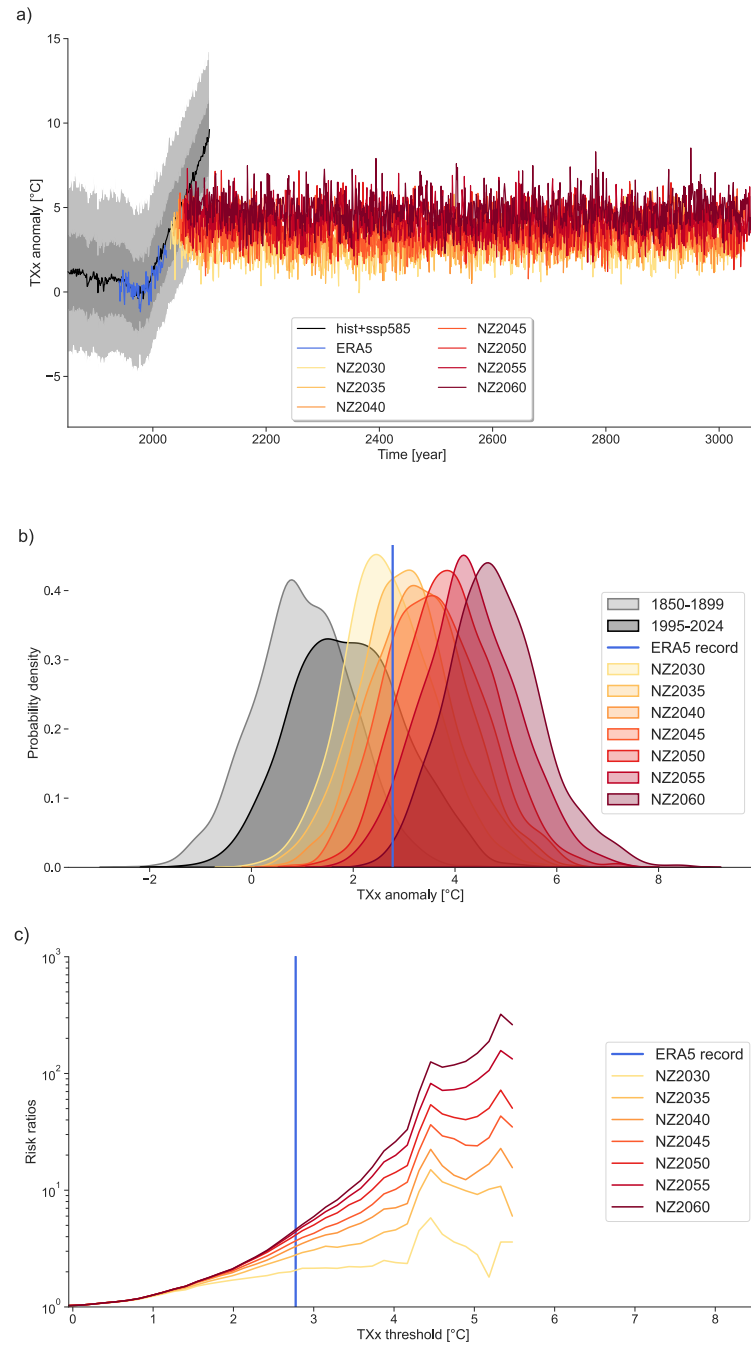 a)
15
10
5
0
−5
TXx anomaly [°C]
hist+ssp585
ERA5
NZ2030
NZ2035
NZ2040
NZ2045
NZ2050
NZ2055
NZ2060
2000
2200
2400
2600
2800
3000
Time [year]
b)
0.4
0.3
0.2
0.1
0.0
Probability density
1850-1899
1995-2024
ERA5 record
NZ2030
NZ2035
NZ2040
NZ2045
NZ2050
NZ2055
NZ2060
−2
0
2
4
6
8
TXx anomaly [°C]
c)
10³
10²
10¹
10⁰
Risk ratios
ERA5 record
NZ2030
NZ2035
NZ2040
NZ2045
NZ2050
NZ2055
NZ2060
0
1
2
3
4
5
6
7
8
TXx threshold [°C]